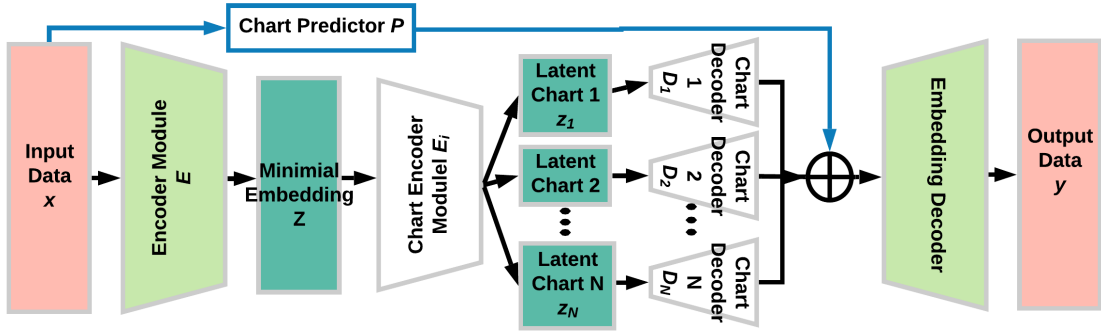 Chart Predictor P
Input
Data
x
Encoder Module
E
Minimial
Embedding
Z
Chart Encoder
Modulel Ei
Latent
Chart 1
z1
Latent
Chart 2
Latent
Chart N
zN
Chart
Decoder
1
D1
Chart
Decoder
2
D2
Chart
Decoder
N
DN
Embedding Decoder
Output
Data
y